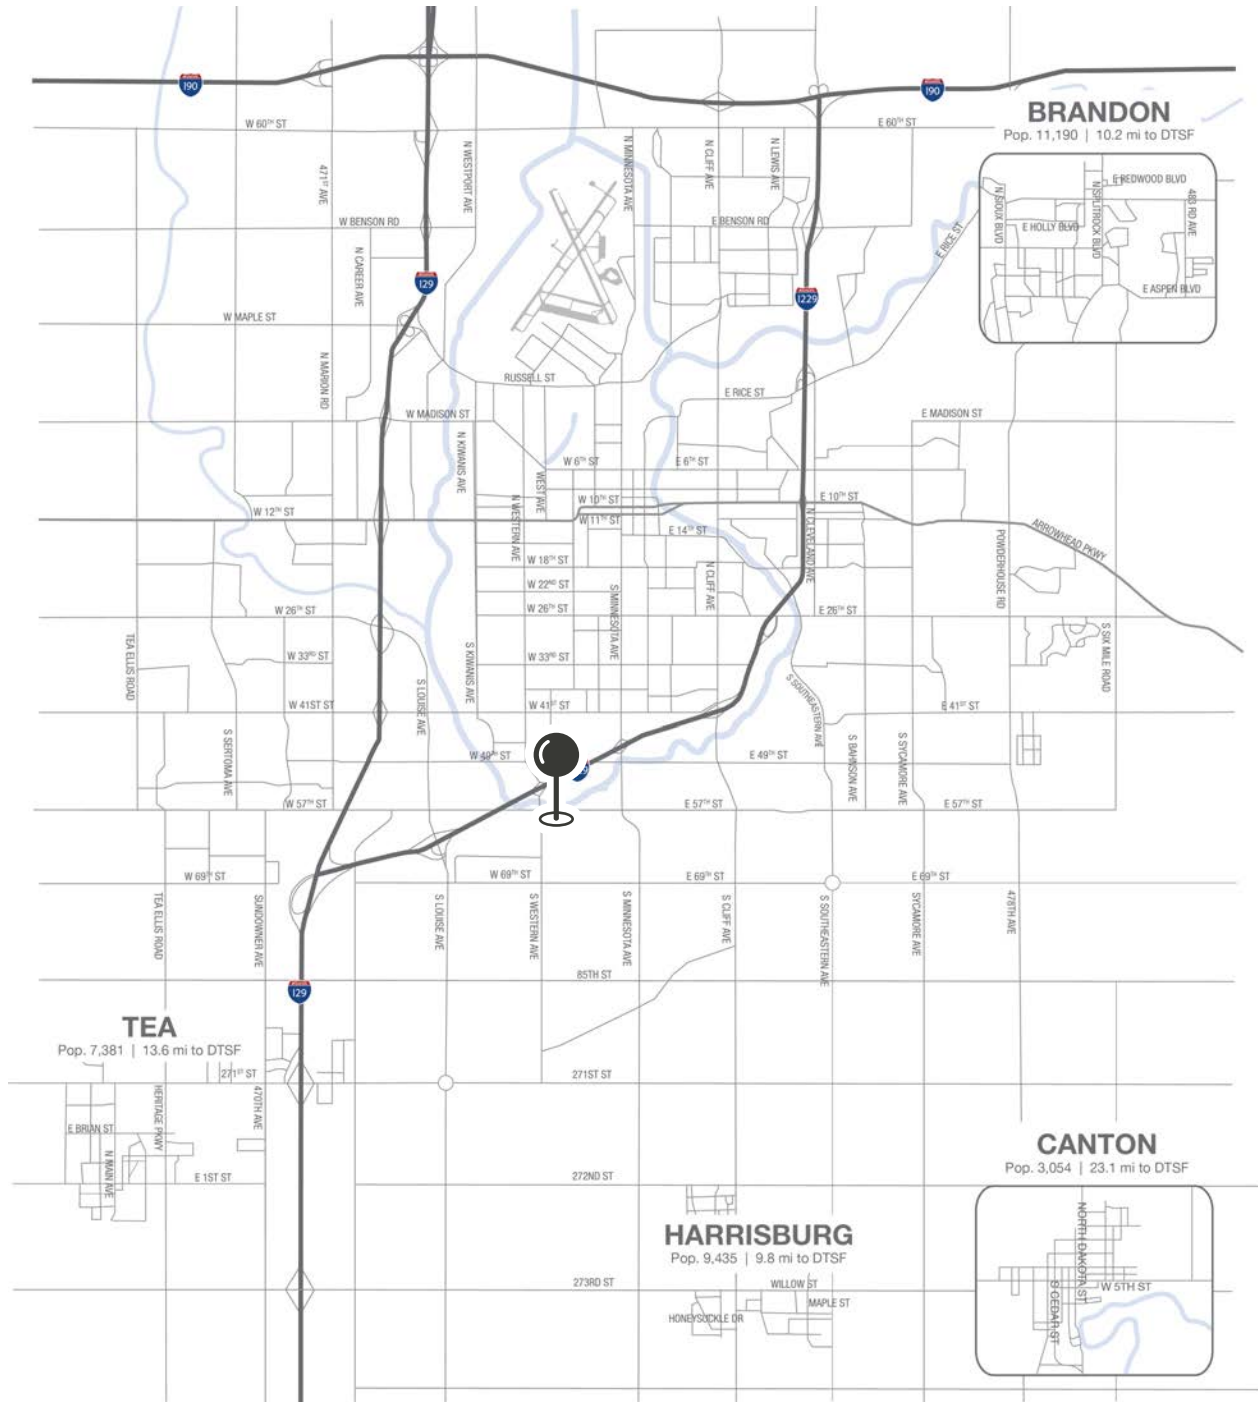 I90
I90
BRANDON
Pop. 11,190 | 10.2 mi to DTSF
W 60TH ST
E 60TH ST
471ST AVE
N WESTPORT AVE
N MINNESOTA AVE
N CLIFF AVE
N LEWIS AVE
E REDWOOD BLVD
N SIOUX BLVD
N SPLITROCK BLVD
483 RD AVE
E HOLLY BLVD
E ASPEN BLVD
W BENSON RD
E BENSON RD
E RICE ST
N CAREER AVE
I29
I229
W MAPLE ST
N MARION RD
RUSSELL ST
E RICE ST
W MADISON ST
E MADISON ST
N KIWANIS AVE
W 6TH ST
E 6TH ST
WEST AVE
W 10TH ST
E 10TH ST
N WESTERN AVE
W 12TH ST
W 11TH ST
E 14TH ST
N CLEVELAND AVE
ARROWHEAD PKWY
POWDERHOUSE RD
W 18TH ST
N CLIFF AVE
W 22ND ST
S MINNESOTA AVE
W 26TH ST
W 26TH ST
E 26TH ST
TEA ELLIS ROAD
S SIX MILE ROAD
W 33RD ST
S KIWANIS AVE
W 33RD ST
S LOUISE AVE
S SOUTHEASTERN AVE
W 41ST ST
W 41ST ST
E 41ST ST
S SERTOMA AVE
S BAHNSON AVE
S SYCAMORE AVE
W 49TH ST
E 49TH ST
W 57TH ST
E 57TH ST
E 57TH ST
W 69TH ST
W 69TH ST
E 69TH ST
E 69TH ST
TEA ELLIS ROAD
SUNDOWNER AVE
S LOUISE AVE
S WESTERN AVE
S MINNESOTA AVE
S CLIFF AVE
S SOUTHEASTERN AVE
SYCAMORE AVE
478TH AVE
85TH ST
I29
TEA
Pop. 7,381 | 13.6 mi to DTSF
271ST ST
271ST ST
HERITAGE PKWY
470TH AVE
E BRIAN ST
N MAIN AVE
E 1ST ST
272ND ST
CANTON
Pop. 3,054 | 23.1 mi to DTSF
NORTH DAKOTA ST
W 5TH ST
S CEDAR ST
HARRISBURG
Pop. 9,435 | 9.8 mi to DTSF
273RD ST
WILLOW ST
MAPLE ST
HONEYSUCKLE DR